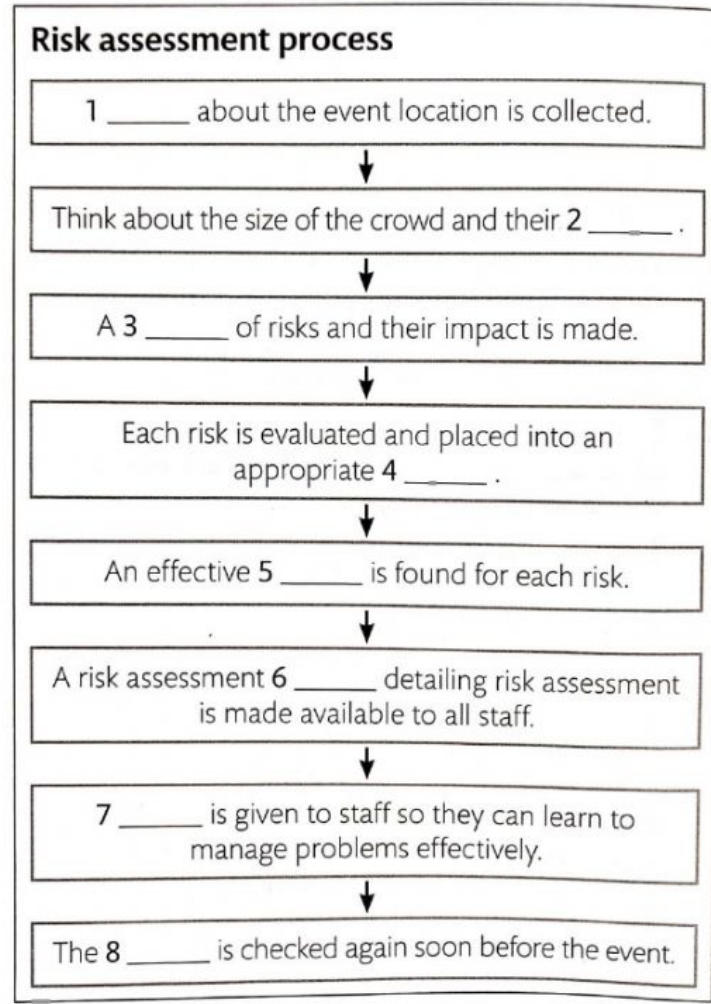 Risk assessment process
1 ______ about the event location is collected.
Think about the size of the crowd and their 2 ______ .
A 3 ______ of risks and their impact is made.
Each risk is evaluated and placed into an
appropriate 4 ______ .
An effective 5 ______ is found for each risk.
A risk assessment 6 ______ detailing risk assessment
is made available to all staff.
7 ______ is given to staff so they can learn to
manage problems effectively.
The 8 ______ is checked again soon before the event.